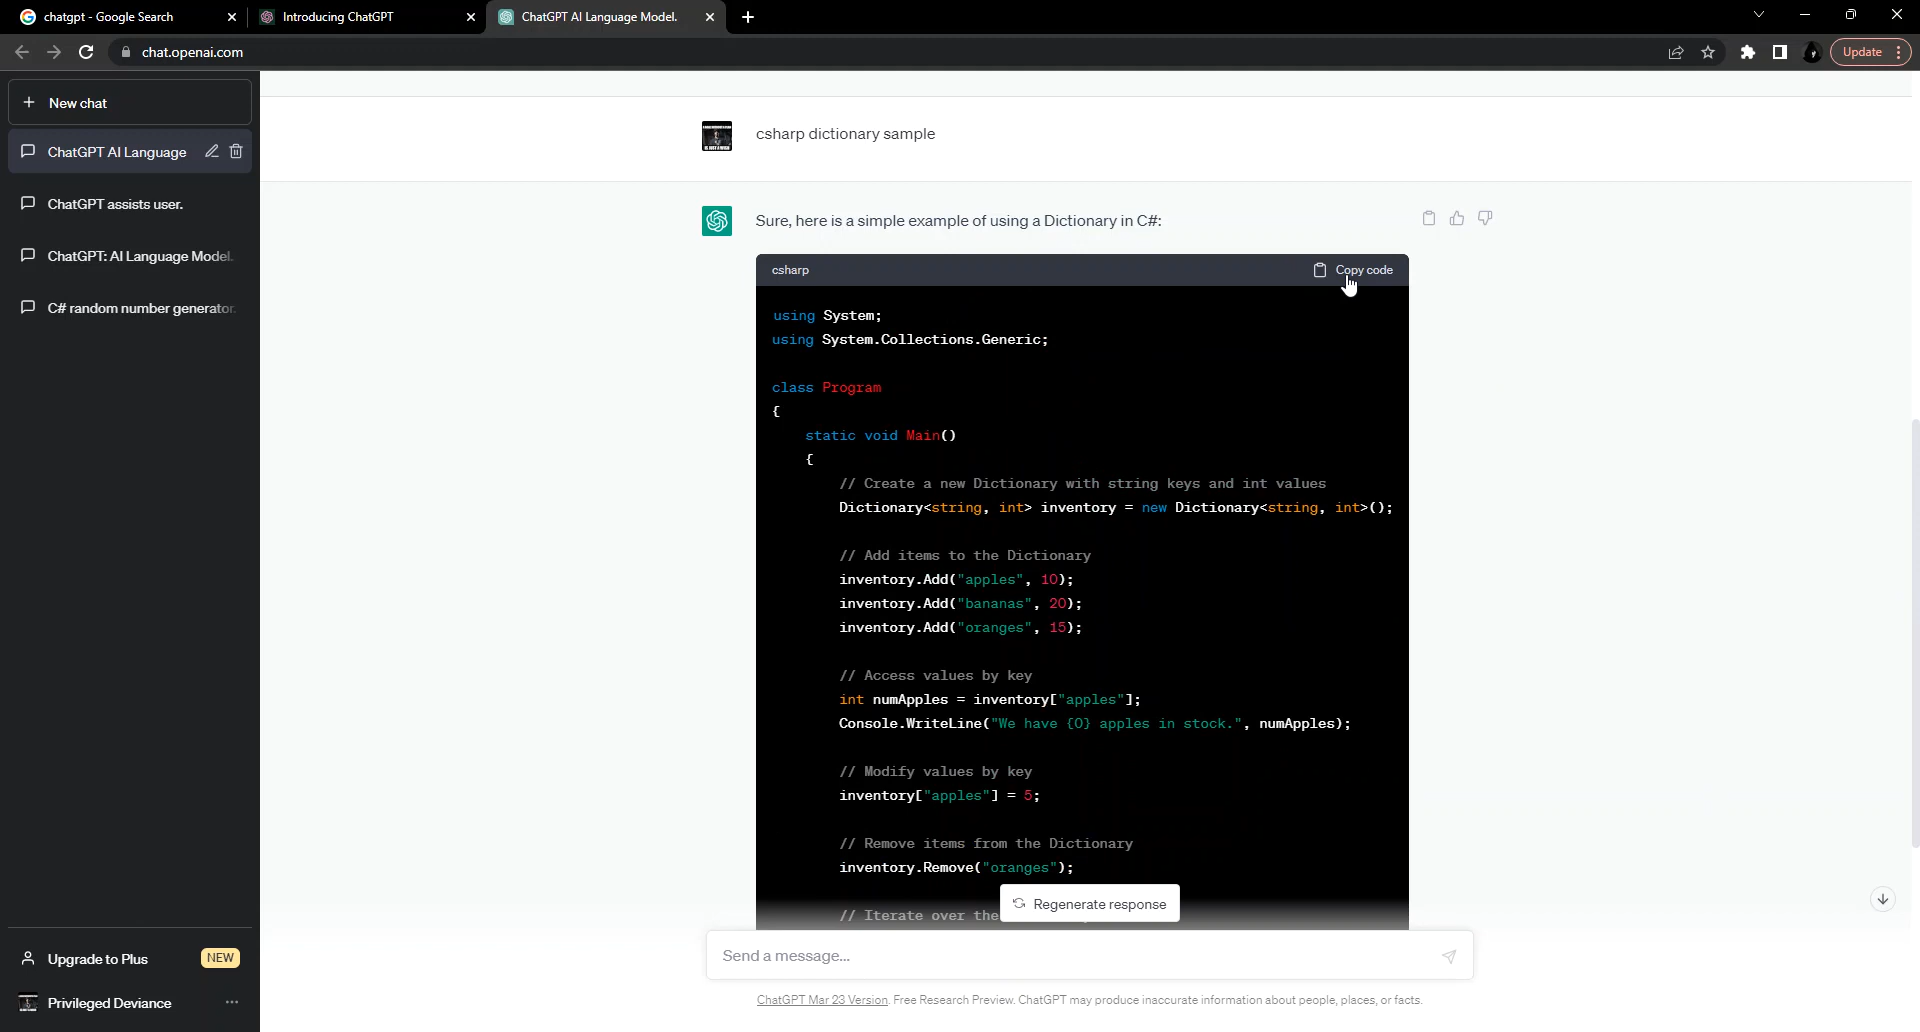 chatgpt - Google Search
Introducing ChatGPT
ChatGPT AI Language Model.
chat.openai.com
Update
New chat
ChatGPT AI Language
ChatGPT assists user.
ChatGPT: AI Language Model.
C# random number generator.
Upgrade to Plus NEW
Privileged Deviance
csharp dictionary sample
Sure, here is a simple example of using a Dictionary in C#:
csharp Copy code
using System;
using System.Collections.Generic;
class Program
{
static void Main()
{
// Create a new Dictionary with string keys and int values
Dictionary<string, int> inventory = new Dictionary<string, int>();
// Add items to the Dictionary
inventory.Add("apples", 10);
inventory.Add("bananas", 20);
inventory.Add("oranges", 15);
// Access values by key
int numApples = inventory["apples"];
Console.WriteLine("We have {0} apples in stock.", numApples);
// Modify values by key
inventory["apples"] = 5;
// Remove items from the Dictionary
inventory.Remove("oranges");
// Iterate over the
Regenerate response
Send a message...
ChatGPT Mar 23 Version. Free Research Preview. ChatGPT may produce inaccurate information about people, places, or facts.